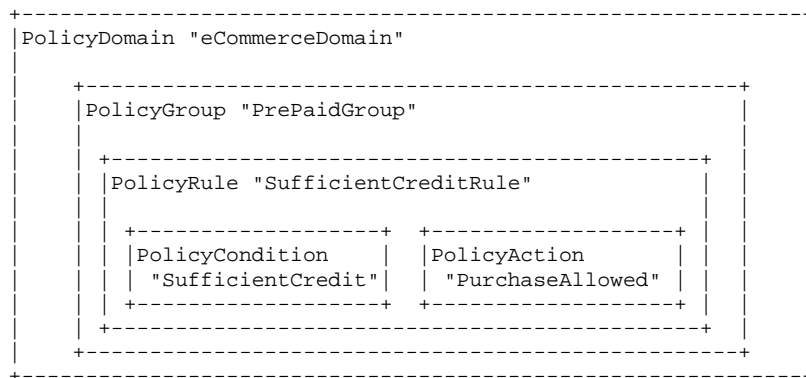 PolicyDomain "eCommerceDomain"
PolicyGroup "PrePaidGroup"
PolicyRule "SufficientCreditRule"
PolicyCondition PolicyAction
"SufficientCredit" "PurchaseAllowed"